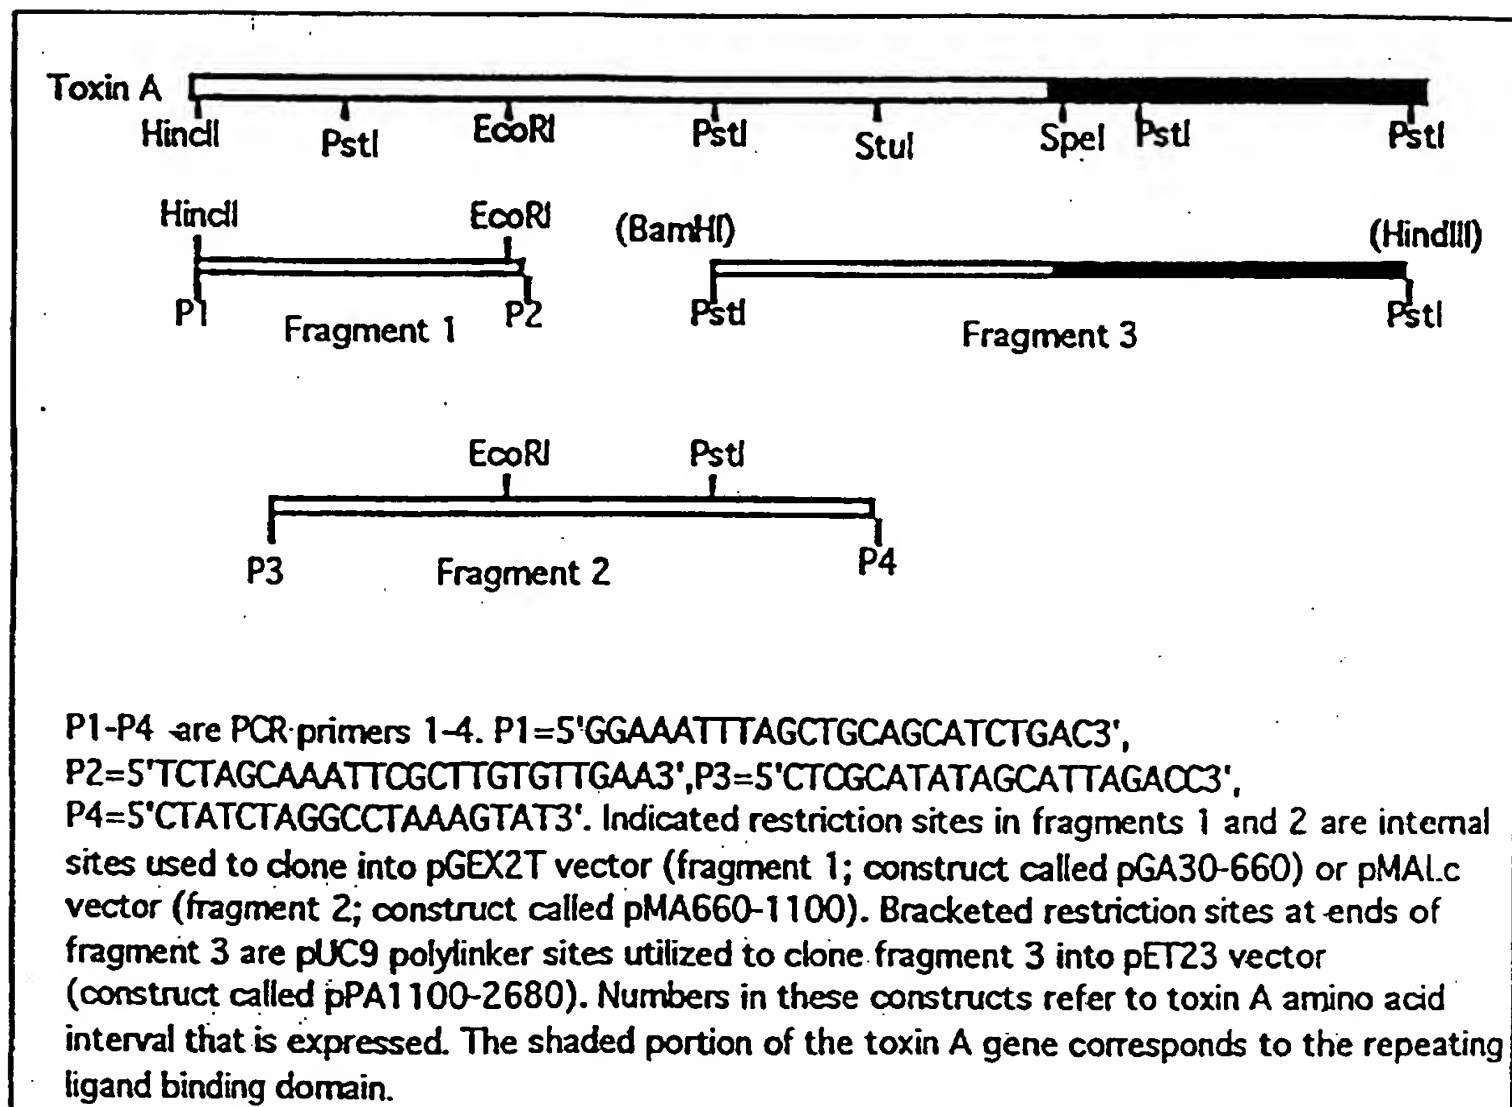 Toxin A
HincII PstI EcoRI PstI StuI SpeI PstI PstI
HincII EcoRI (BamHI) (HindIII)
P1 Fragment 1 P2 PstI Fragment 3 PstI
EcoRI PstI
P3 Fragment 2 P4
P1-P4 are PCR primers 1-4. P1=5'GGAAATTTAGCTGCAGCATCTGAC3',
P2=5'TCTAGCAAATTCGCTTGTGTTGAA3',P3=5'CTCGCATATAGCATTAGACC3',
P4=5'CTATCTAGGCCTAAAGTAT3'. Indicated restriction sites in fragments 1 and 2 are internal
sites used to clone into pGEX2T vector (fragment 1; construct called pGA30-660) or pMALc
vector (fragment 2; construct called pMA660-1100). Bracketed restriction sites at ends of
fragment 3 are pUC9 polylinker sites utilized to clone fragment 3 into pET23 vector
(construct called pPA1100-2680). Numbers in these constructs refer to toxin A amino acid
interval that is expressed. The shaded portion of the toxin A gene corresponds to the repeating
ligand binding domain.